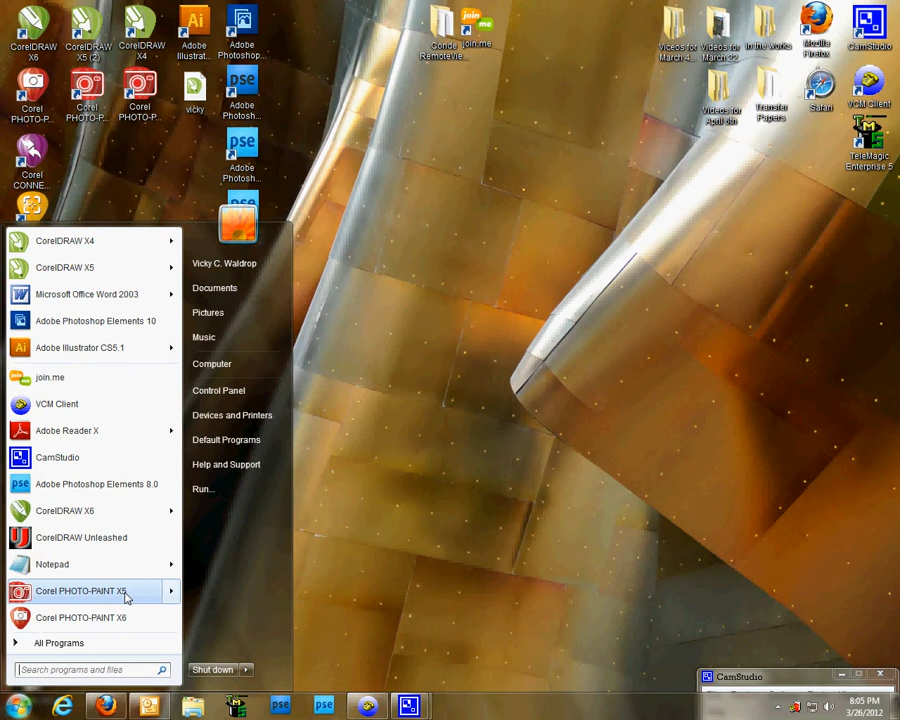 CorelDRAW X6
CorelDRAW X5 (2)
CorelDRAW X4
Adobe Illustrat...
Adobe Photoshop...
Conde RemoteVie...
join.me
Videos for March 4...
Videos for March 22
In the works
Mozilla Firefox
CamStudio
Corel PHOTO-P...
Corel PHOTO-P...
Corel PHOTO-P...
vicky
Adobe Photosh...
Videos for April 6th
Transfer Papers
Safari
VCM Client
Corel CONNE...
Adobe Photosh...
TeleMagic Enterprise 5
CorelDRAW X4
CorelDRAW X5
Microsoft Office Word 2003
Adobe Photoshop Elements 10
Adobe Illustrator CS5.1
join.me
VCM Client
Adobe Reader X
CamStudio
Adobe Photoshop Elements 8.0
CorelDRAW X6
CorelDRAW Unleashed
Notepad
Corel PHOTO-PAINT X5
Corel PHOTO-PAINT X6
All Programs
Search programs and files
Vicky C. Waldrop
Documents
Pictures
Music
Computer
Control Panel
Devices and Printers
Default Programs
Help and Support
Run...
Shut down
CamStudio
8:05 PM
3/26/2012